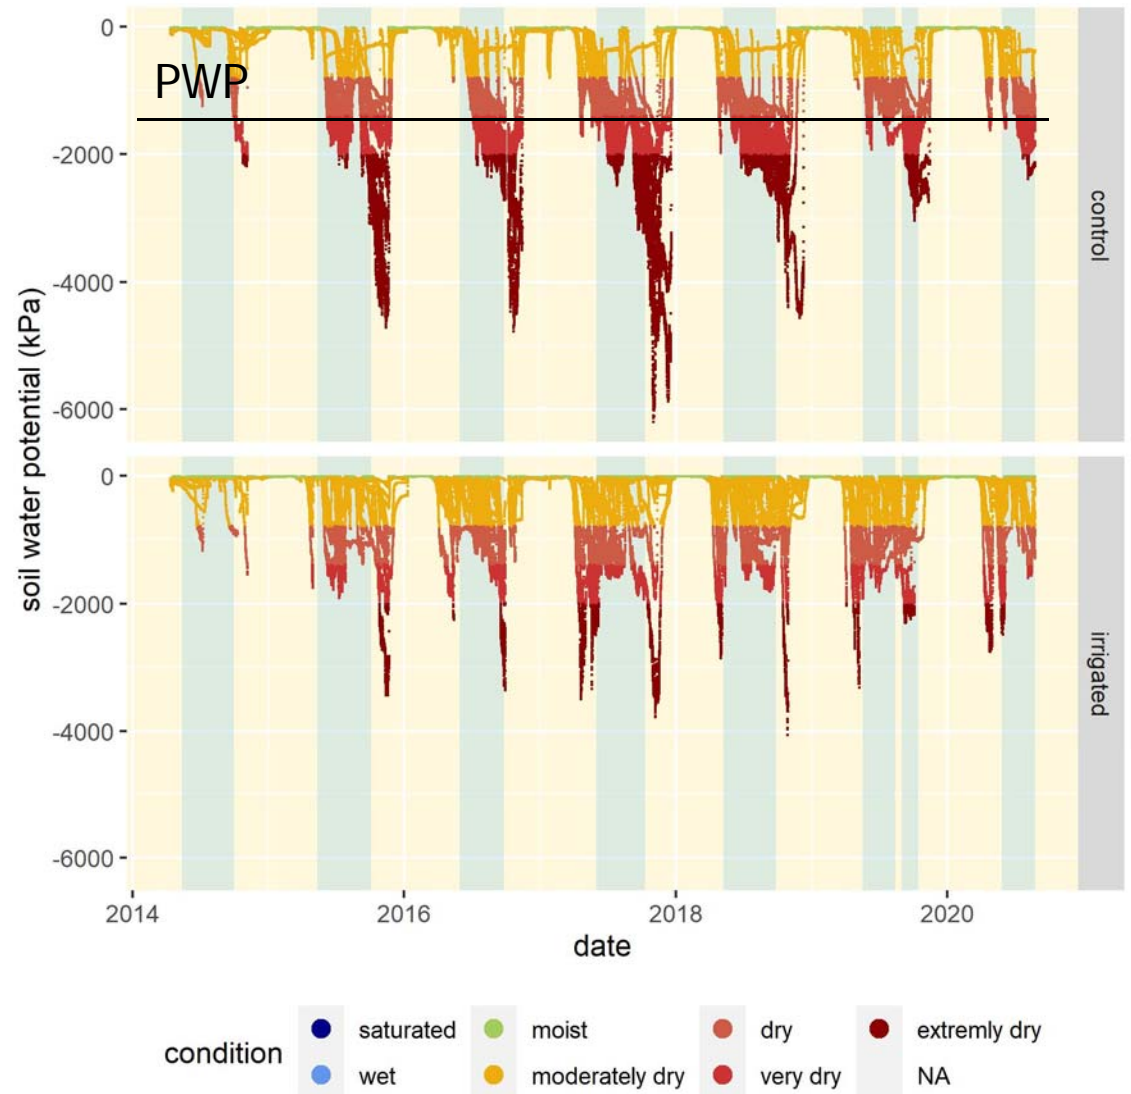 0
PWP
-2000
-4000
-6000
control
soil water potential (kPa)
0
-2000
-4000
-6000
irrigated
2014 2016 2018 2020
date
condition
saturated moist dry extremly dry
wet moderately dry very dry NA